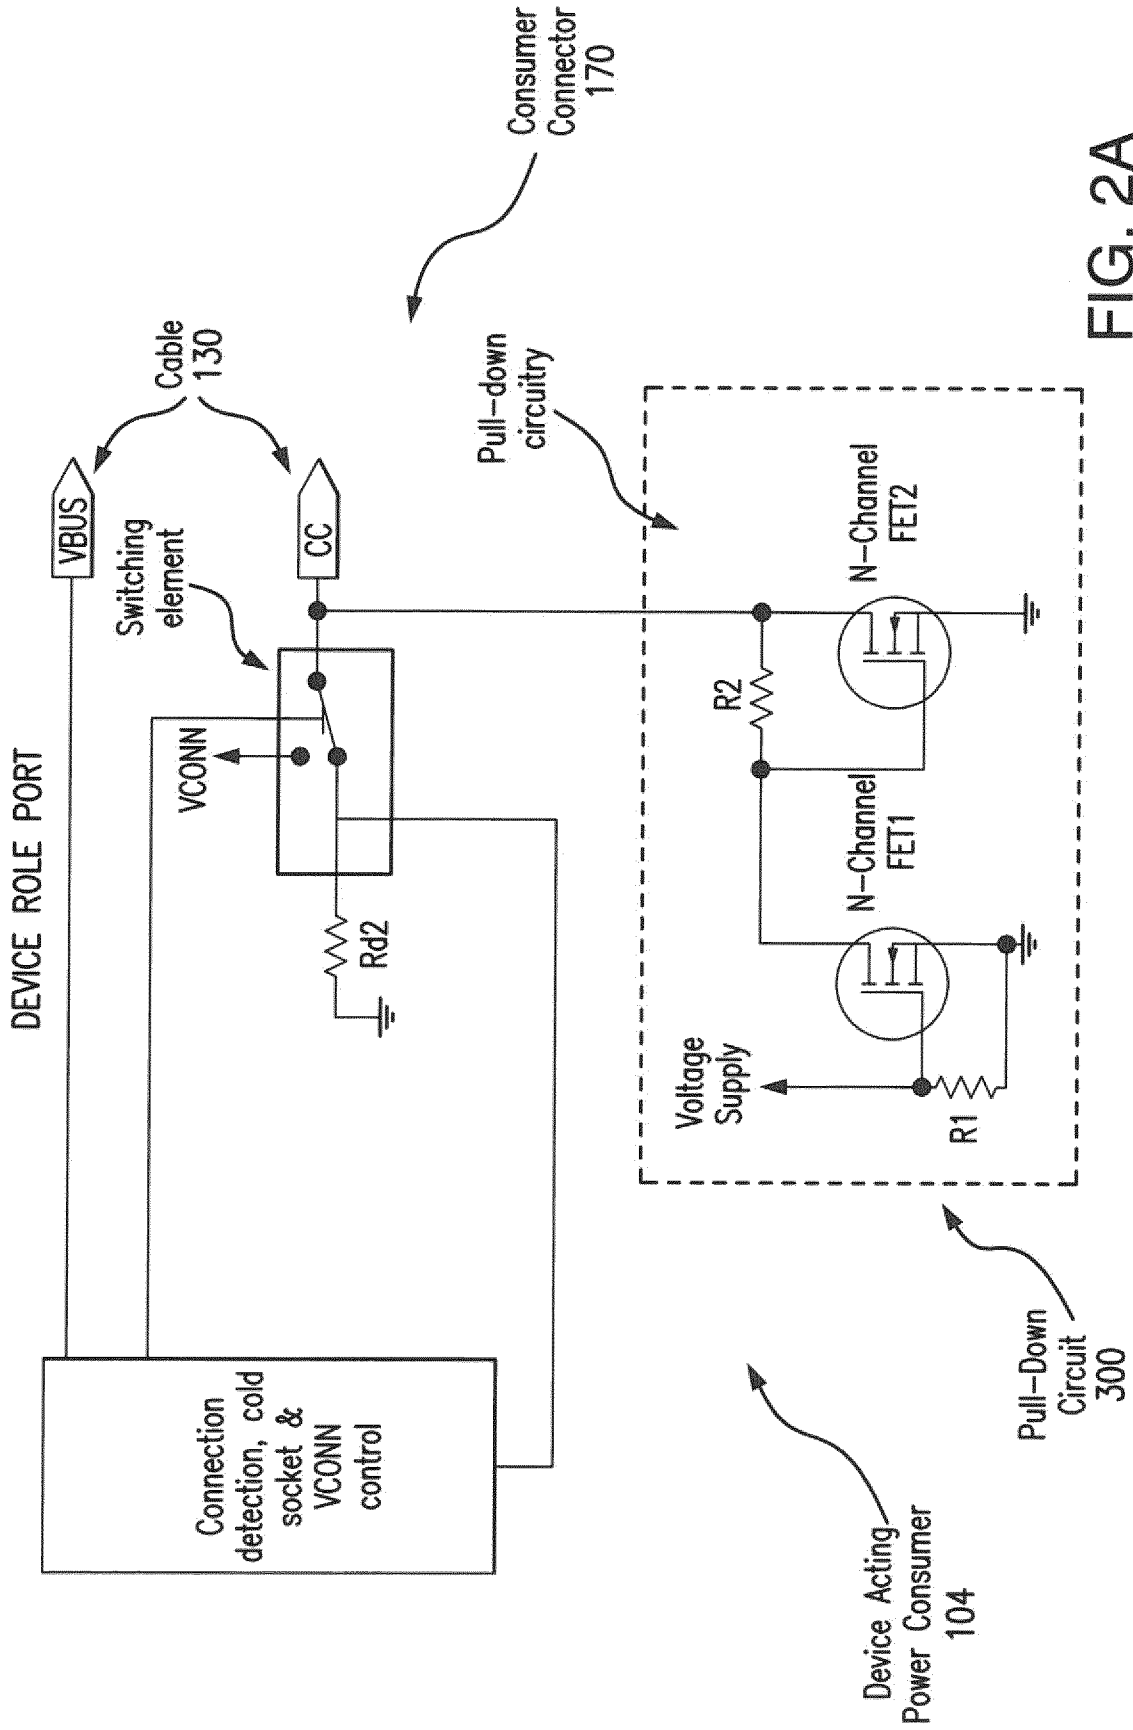 DEVICE ROLE PORT
VBUS
Cable
130
Switching
element
CC
VCONN
Rd2
Connection
detection, cold
socket &
VCONN
control
Consumer
Connector
170
Pull-down
circuitry
R2
N-Channel
FET2
N-Channel
FET1
Voltage
Supply
R1
Pull-Down
Circuit
300
Device Acting
Power Consumer
104
FIG. 2A